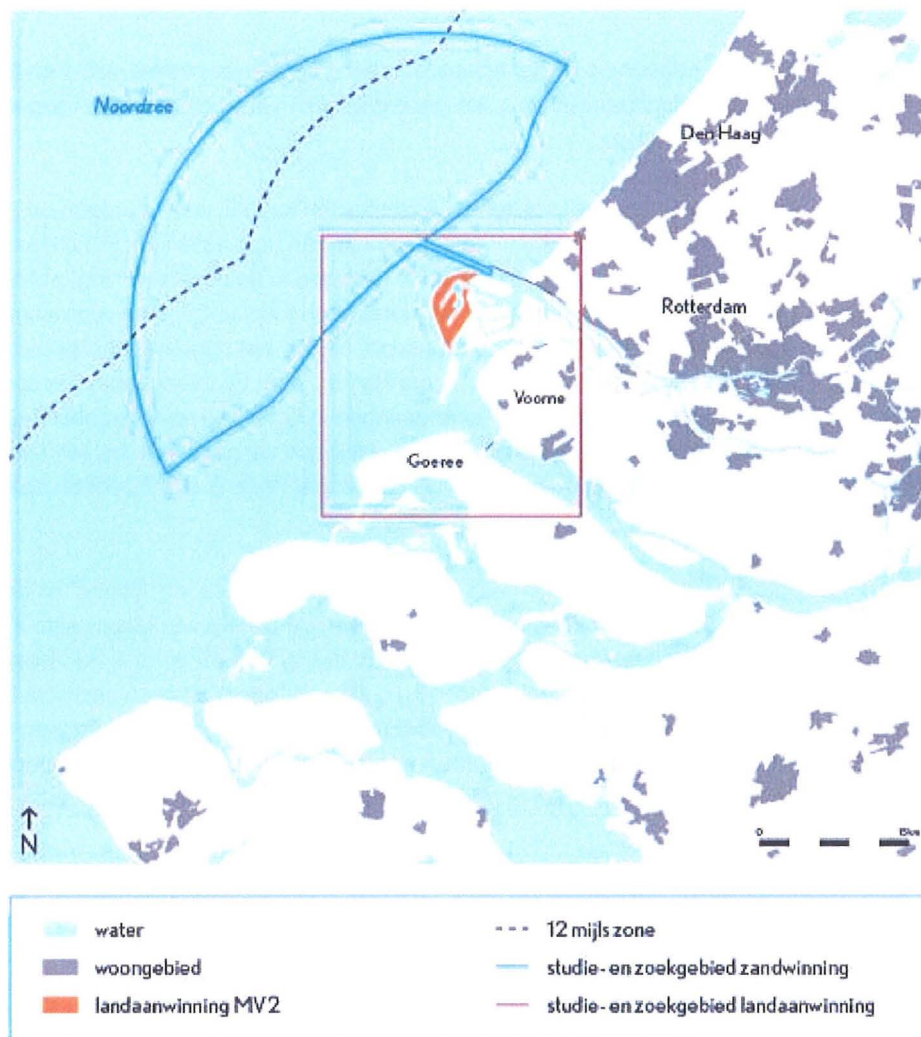 Noordzee
Den Haag
Rotterdam
Voorne
Goeree
N
0
water
woongebied
landaanwinning MV2
12 mijls zone
studie- en zoekgebied zandwinning
studie- en zoekgebied landaanwinning